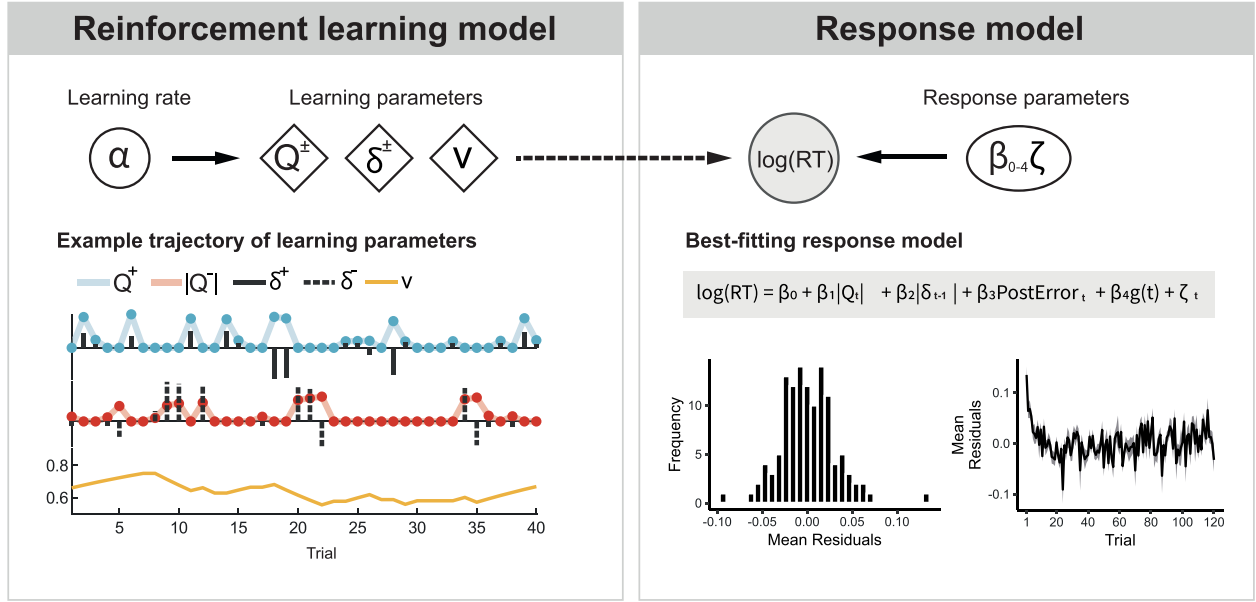 Reinforcement learning model
Learning rate
Learning parameters
α
Q±
δ±
v
Example trajectory of learning parameters
Q+
|Q-|
δ+
δ-
v
0.8
0.6
5
10
15
20
25
30
35
40
Trial
Response model
Response parameters
log(RT)
β0-4ζ
Best-fitting response model
log(RT) = β0 + β1|Qt| + β2|δt-1| + β3PostErrort + β4g(t) + ζt
Frequency
10
5
0
-0.10
-0.05
0.00
0.05
0.10
Mean Residuals
Mean
Residuals
0.1
0.0
-0.1
1
20
40
60
80
100
120
Trial